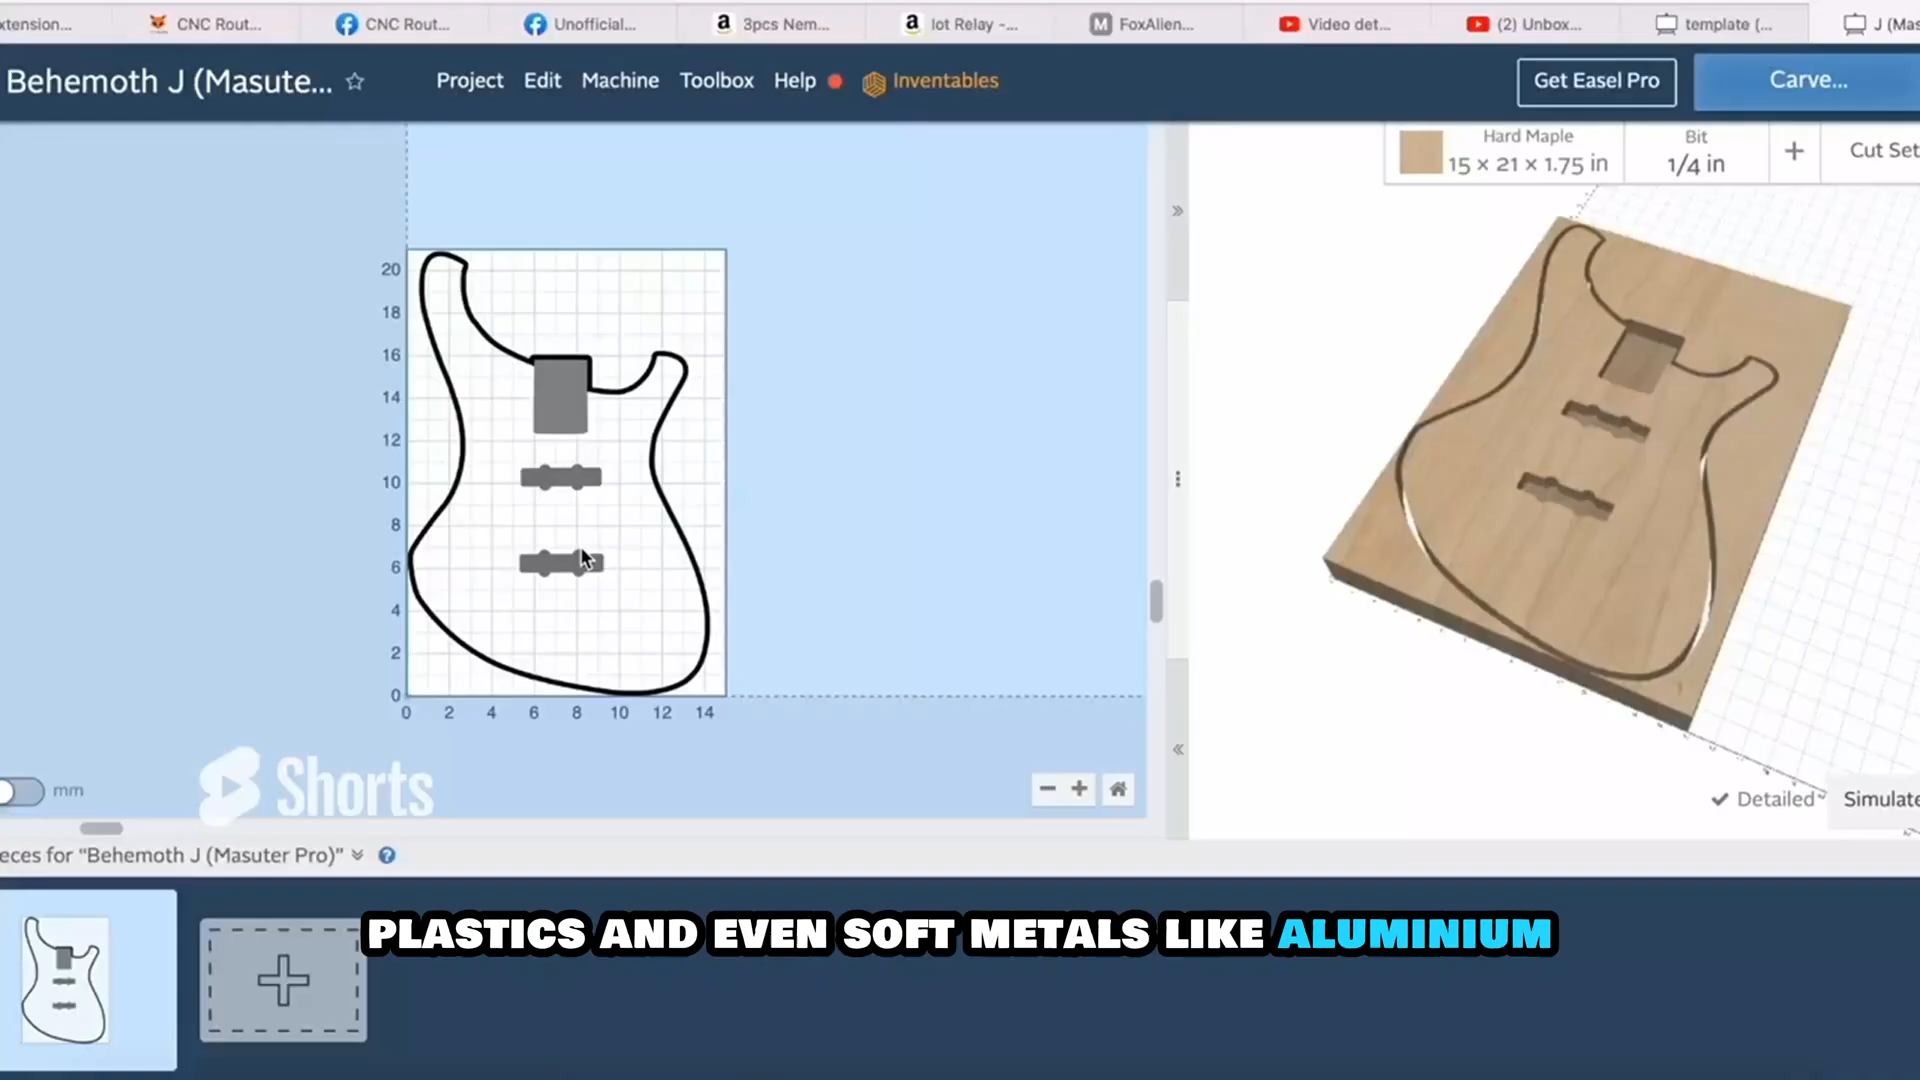 xtension...
CNC Rout...
CNC Rout...
Unofficial...
3pcs Nem...
Iot Relay -...
FoxAlien...
Video det...
(2) Unbox...
template (...
J (Mas
Behemoth J (Masute...
Project
Edit
Machine
Toolbox
Help
Inventables
Get Easel Pro
Carve...
Hard Maple
15 × 21 × 1.75 in
Bit
1/4 in
Cut Set
20
18
16
14
12
10
8
6
4
2
0
0 2 4 6 8 10 12 14
mm
Shorts
Detailed
Simulate
eces for "Behemoth J (Masuter Pro)"
PLASTICS AND EVEN SOFT METALS LIKE ALUMINIUM